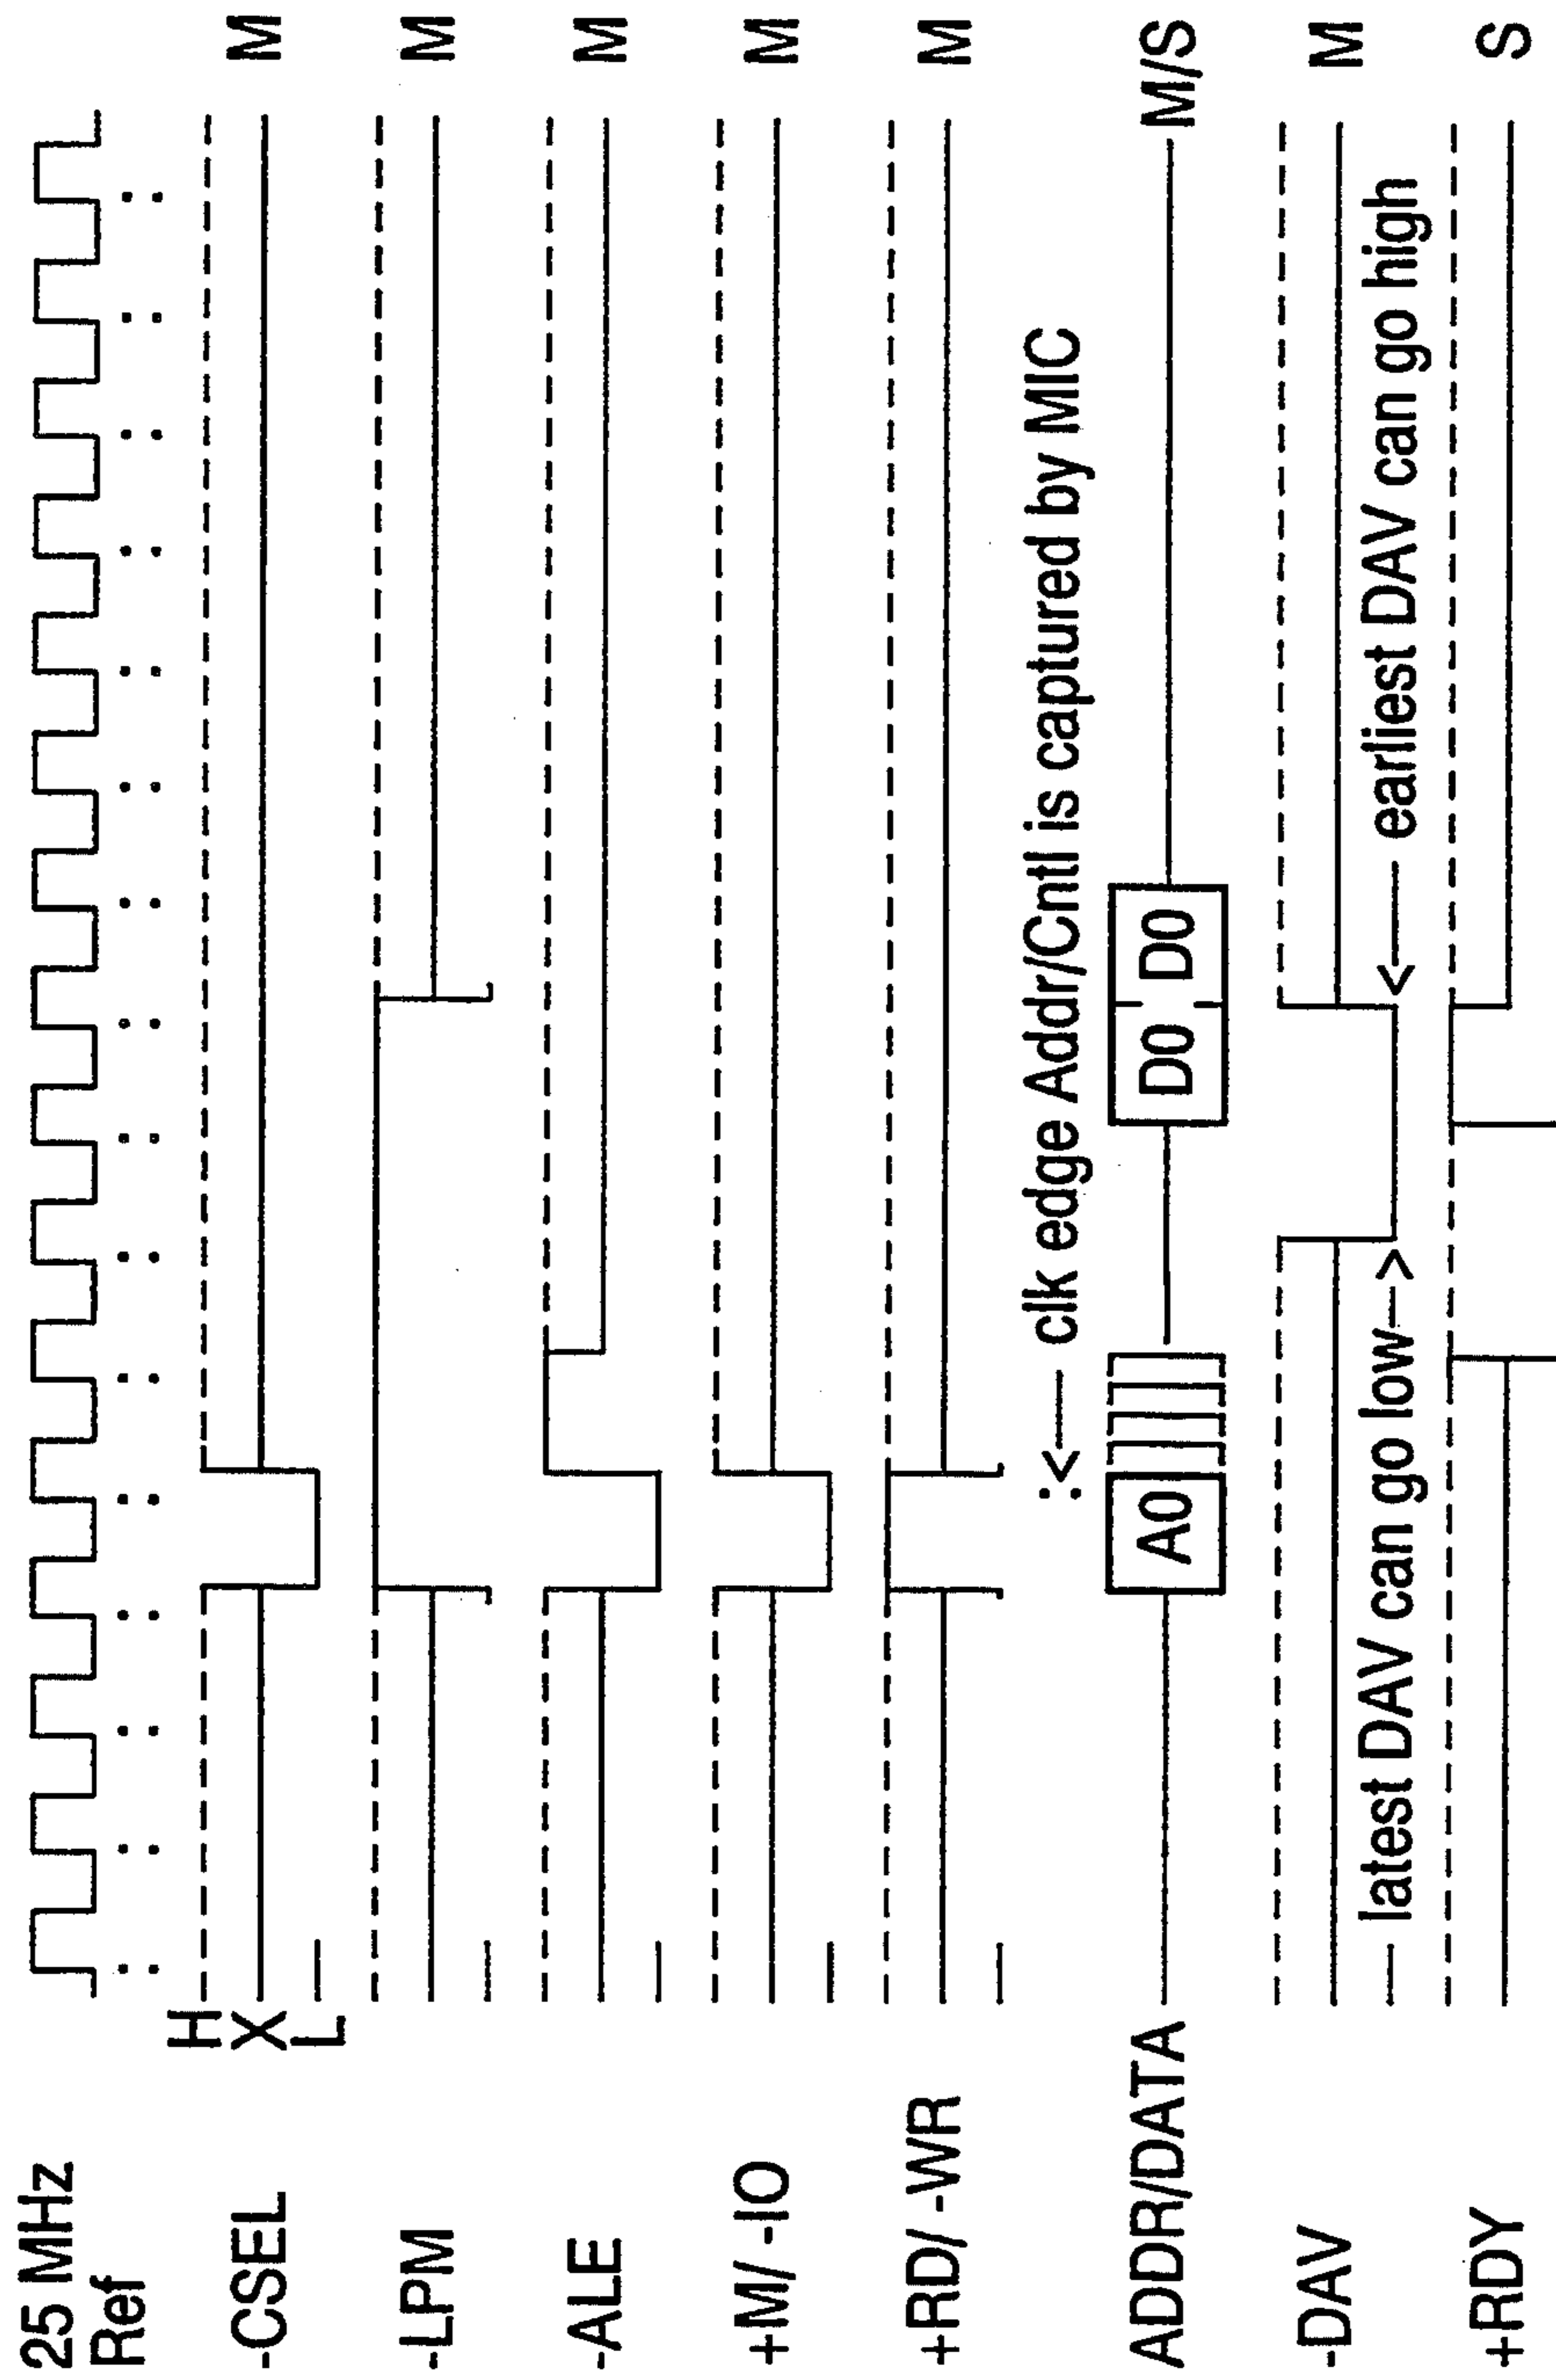 25 MHz
Ref
H
X
L
-CSEL M
-LPM M
-ALE M
+M/ -IO M
+RD/ -WR M
:<— clk edge Addr/Cntl is captured by MIC
ADDR/DATA A0 D0 D0 M/S
-DAV M
— latest DAV can go low—> <— earliest DAV can go high
+RDY S